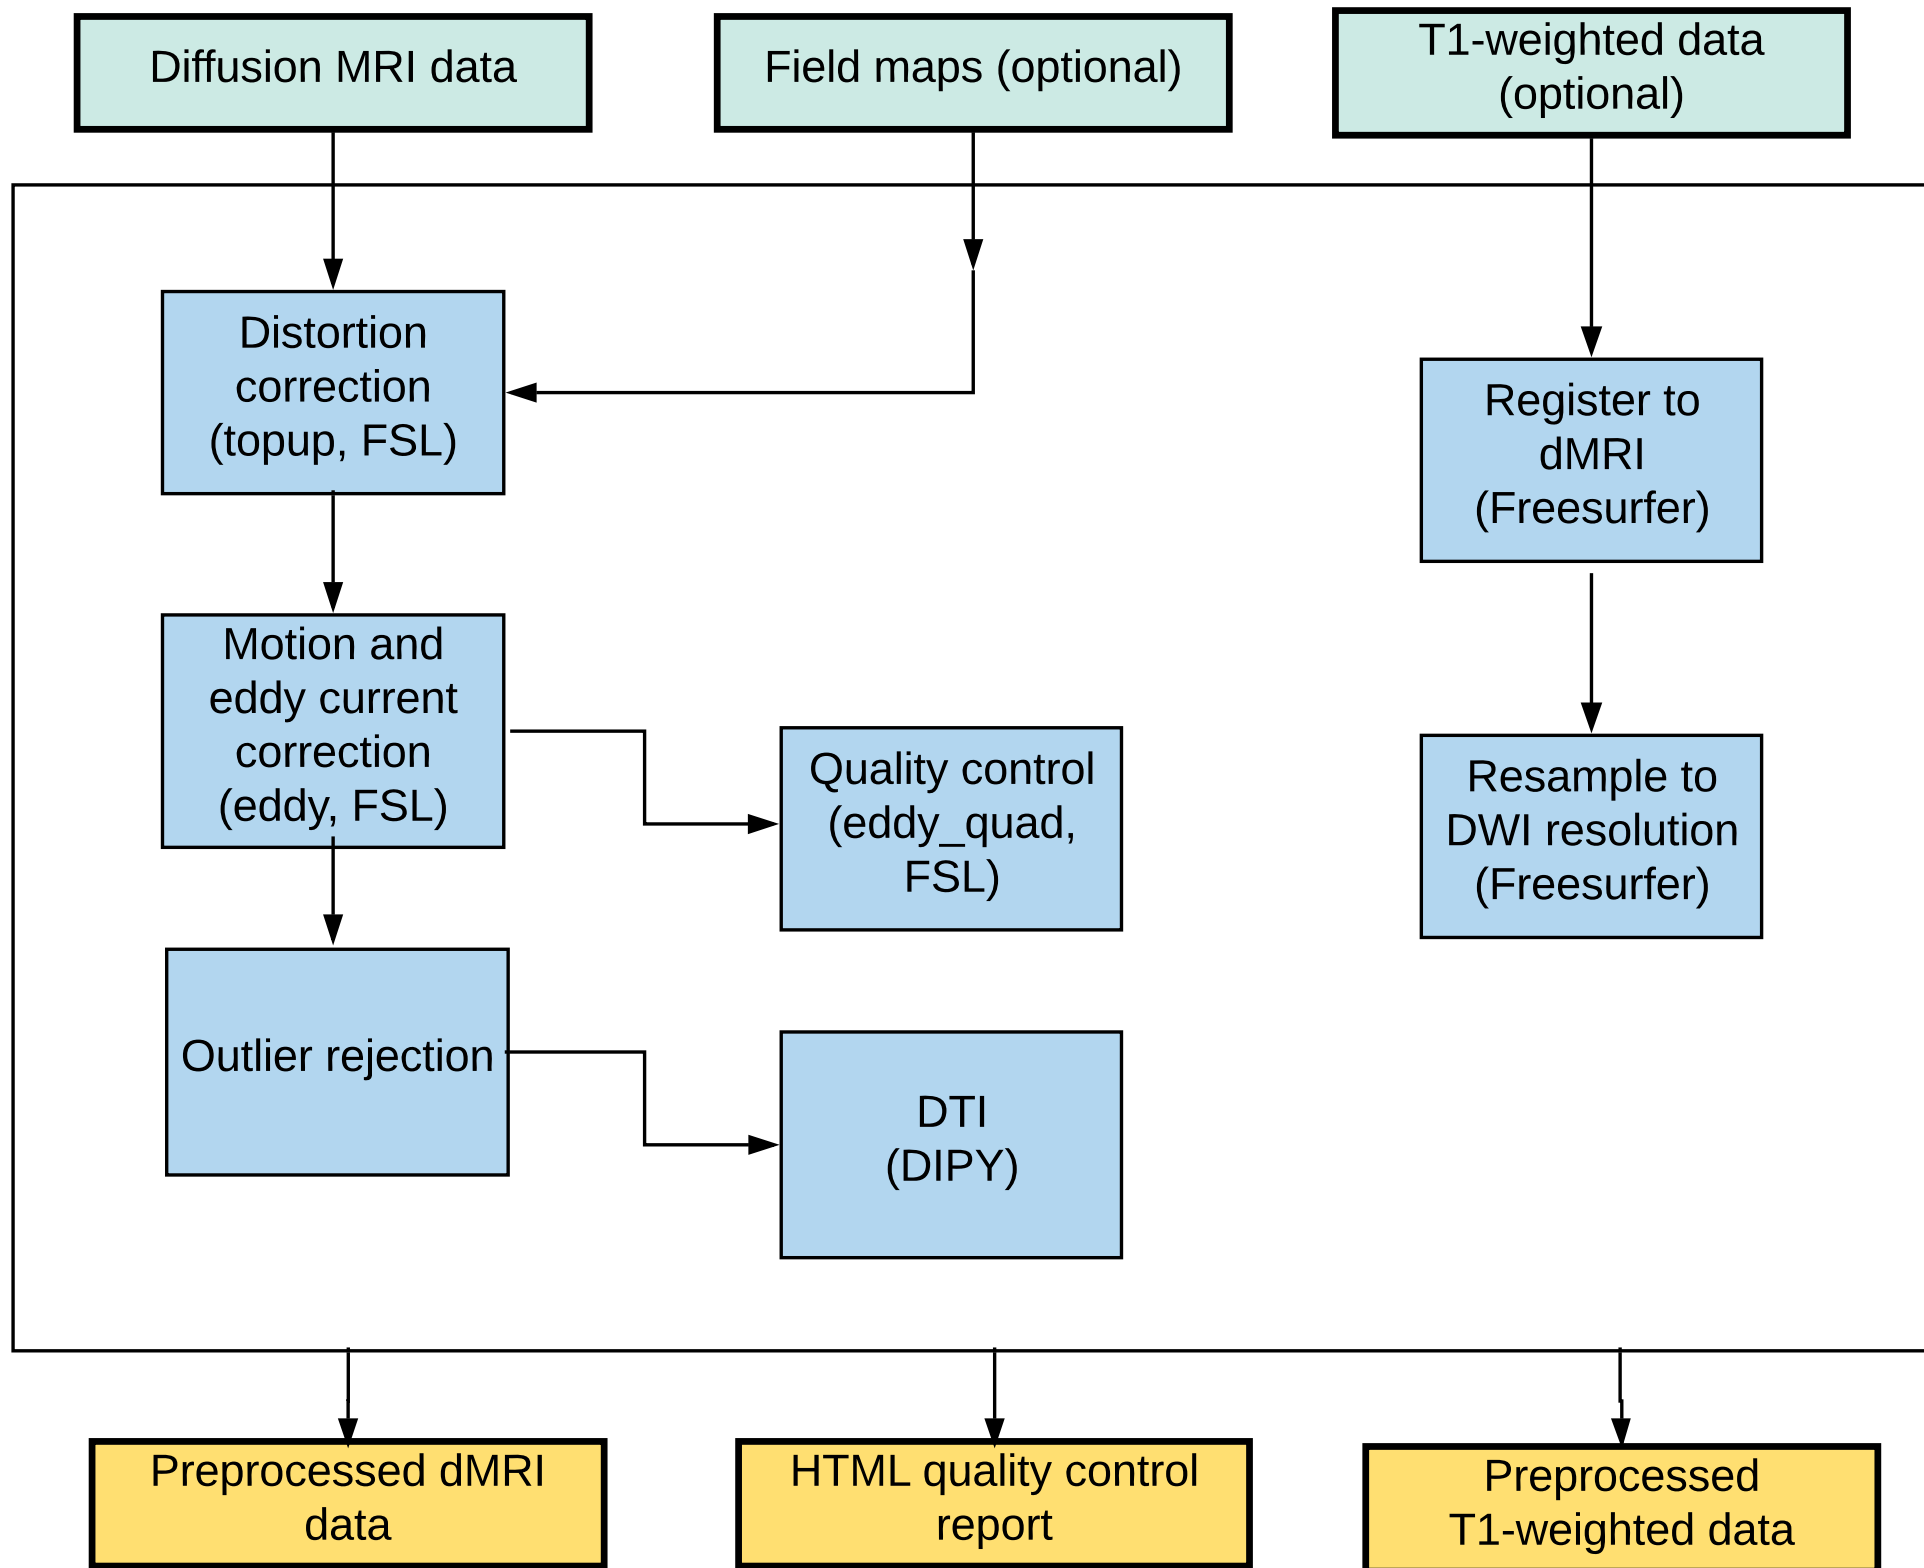 Diffusion MRI data
Field maps (optional)
T1-weighted data
(optional)
Distortion
correction
(topup, FSL)
Register to
dMRI
(Freesurfer)
Motion and
eddy current
correction
(eddy, FSL)
Quality control
(eddy_quad,
FSL)
Resample to
DWI resolution
(Freesurfer)
Outlier rejection
DTI
(DIPY)
Preprocessed dMRI
data
HTML quality control
report
Preprocessed
T1-weighted data